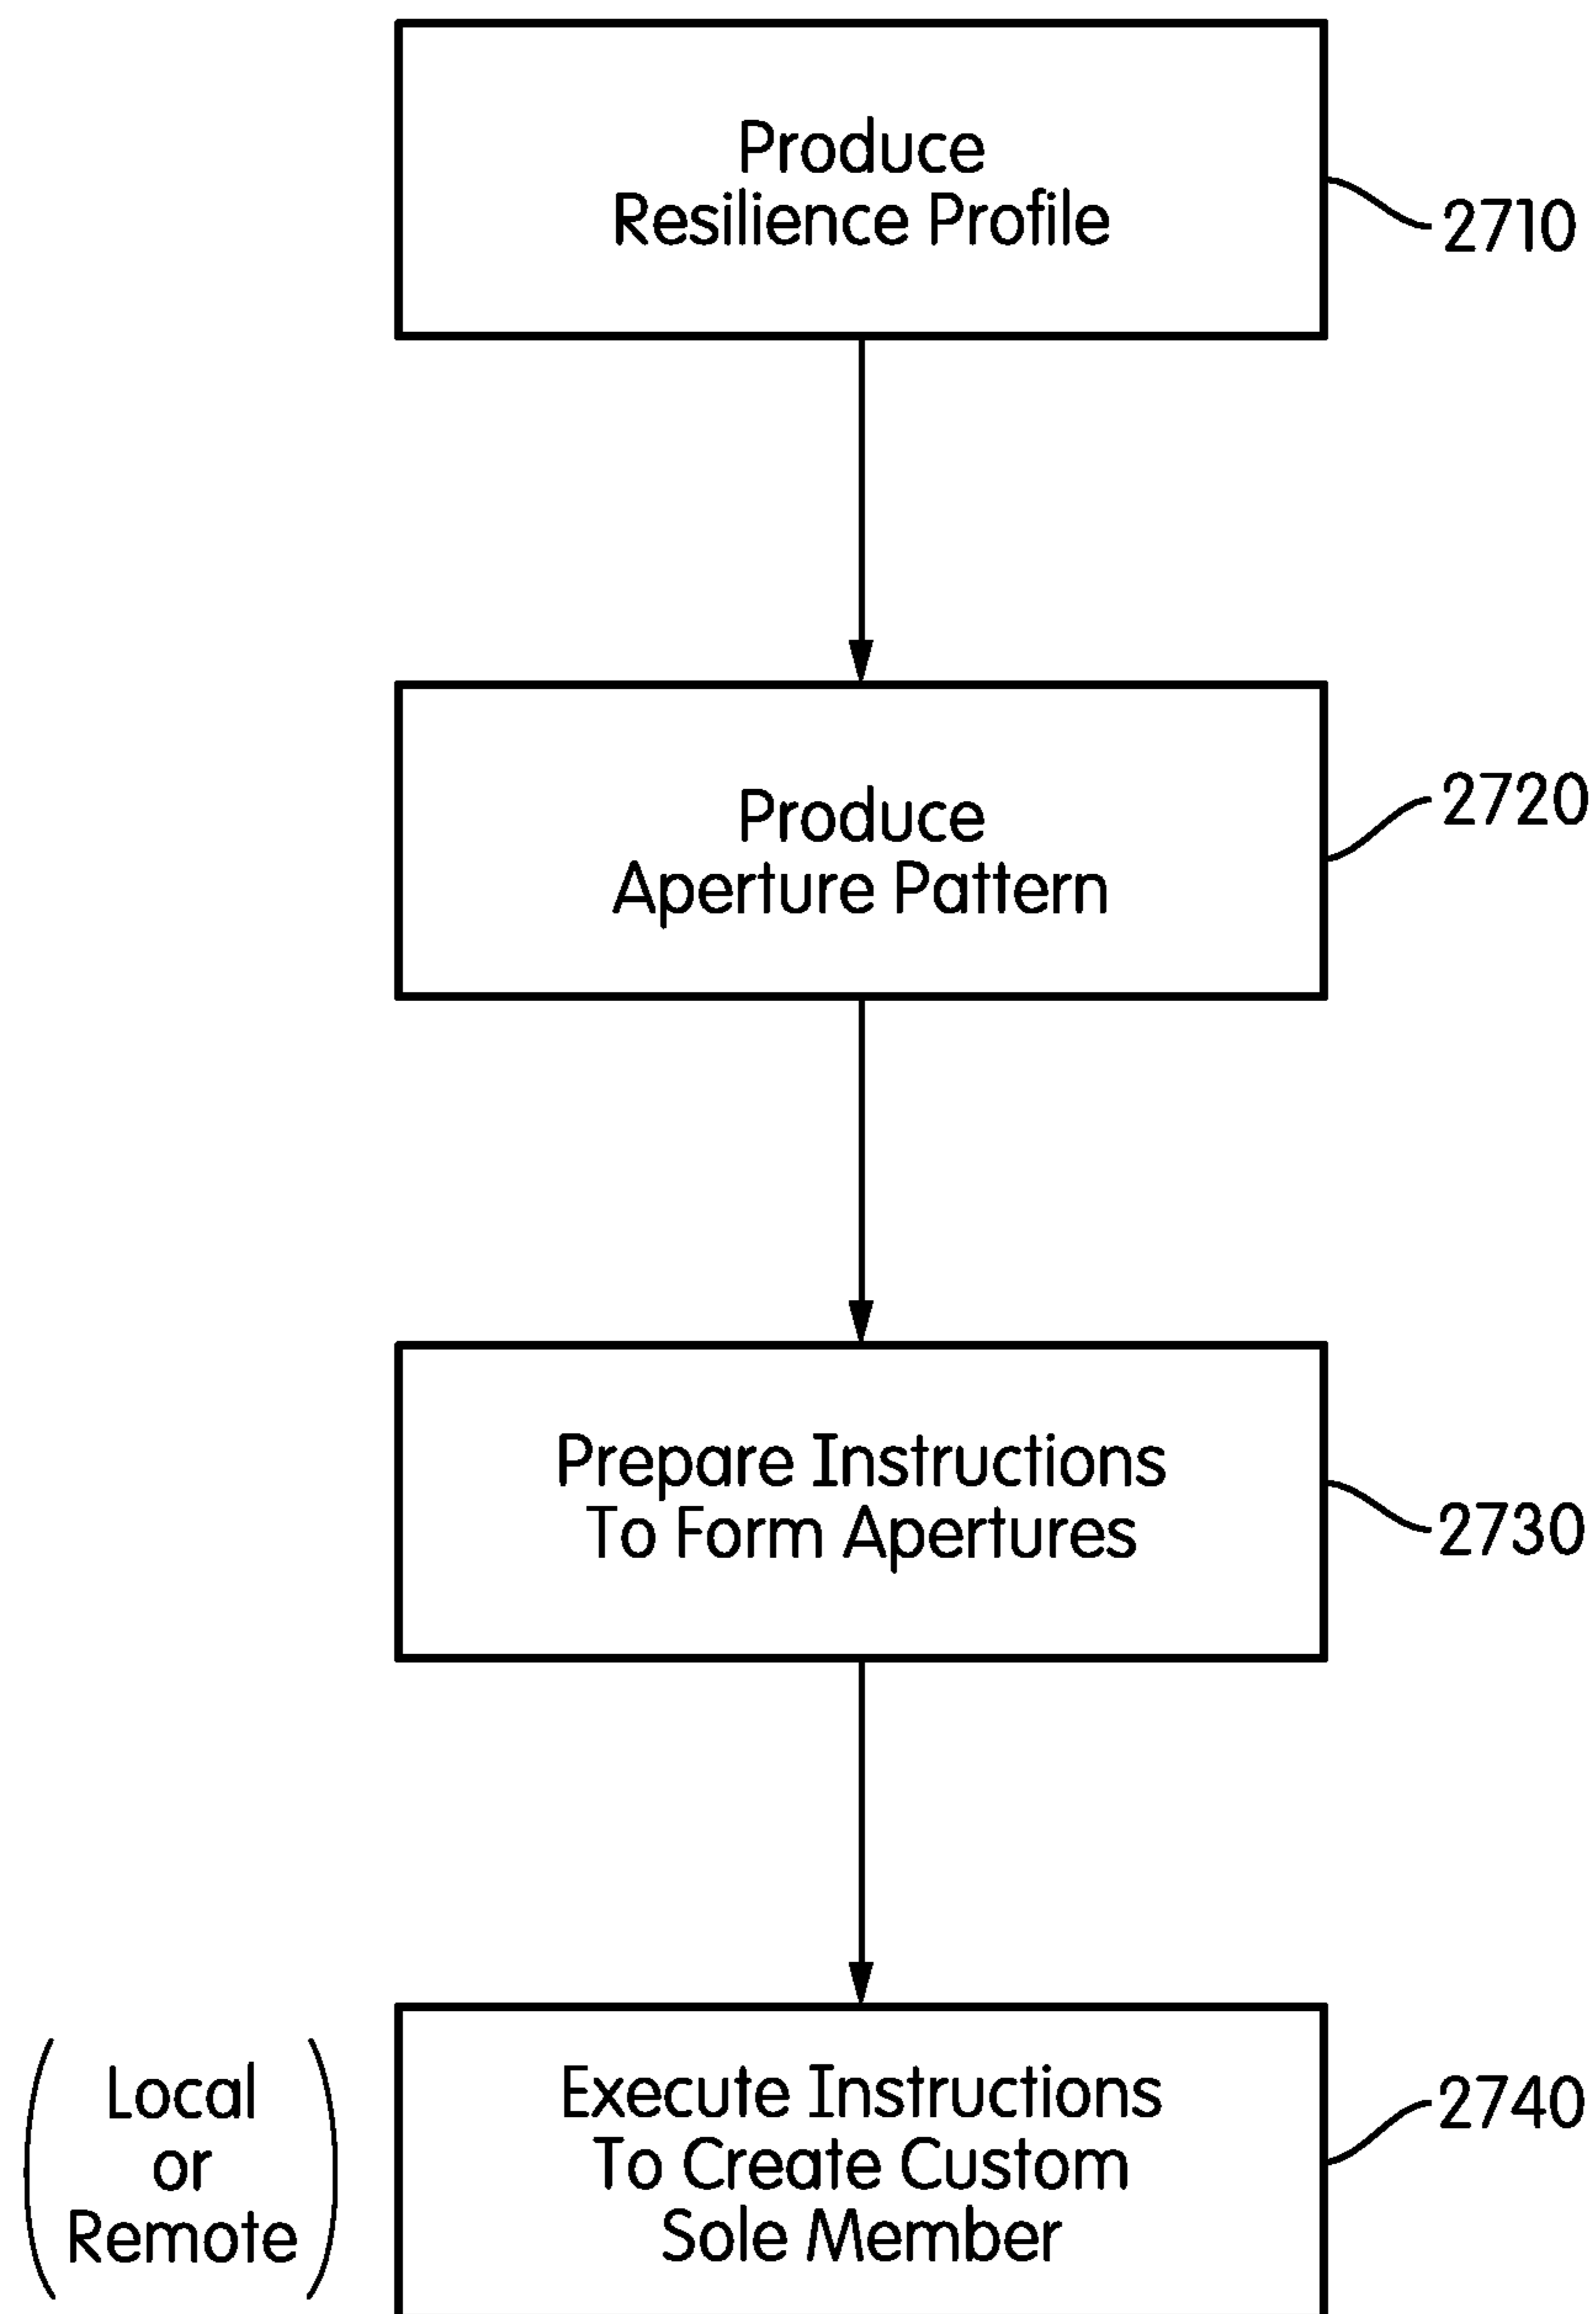 Produce
Resilience Profile
2710
Produce
Aperture Pattern
2720
Prepare Instructions
To Form Apertures
2730
Execute Instructions
To Create Custom
Sole Member
2740
(Local
or
Remote)